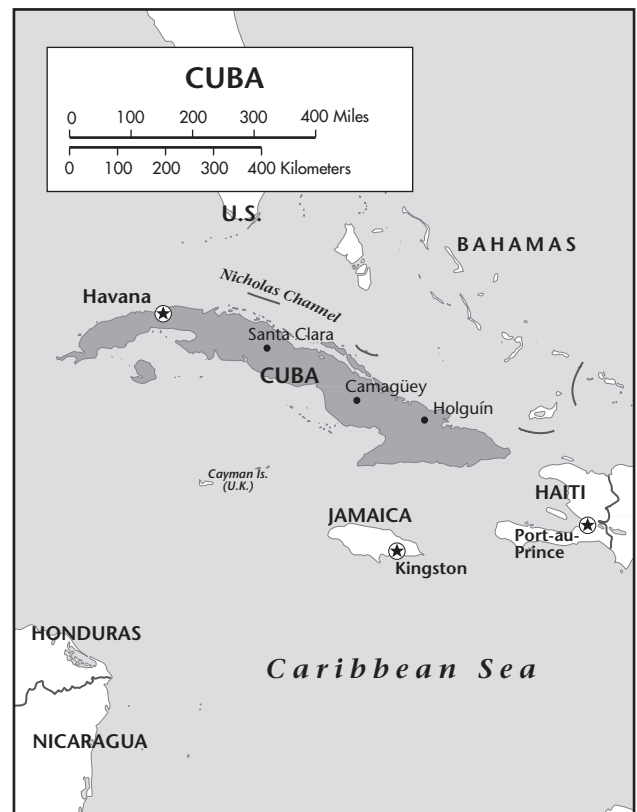 CUBA
0 100 200 300 400 Miles
0 100 200 300 400 Kilometers
U.S.
BAHAMAS
Nicholas Channel
Havana
Santa Clara
CUBA
Camagüey
Holguín
Cayman Is.
(U.K.)
HAITI
JAMAICA
Port-au-
Prince
Kingston
HONDURAS
Caribbean Sea
NICARAGUA